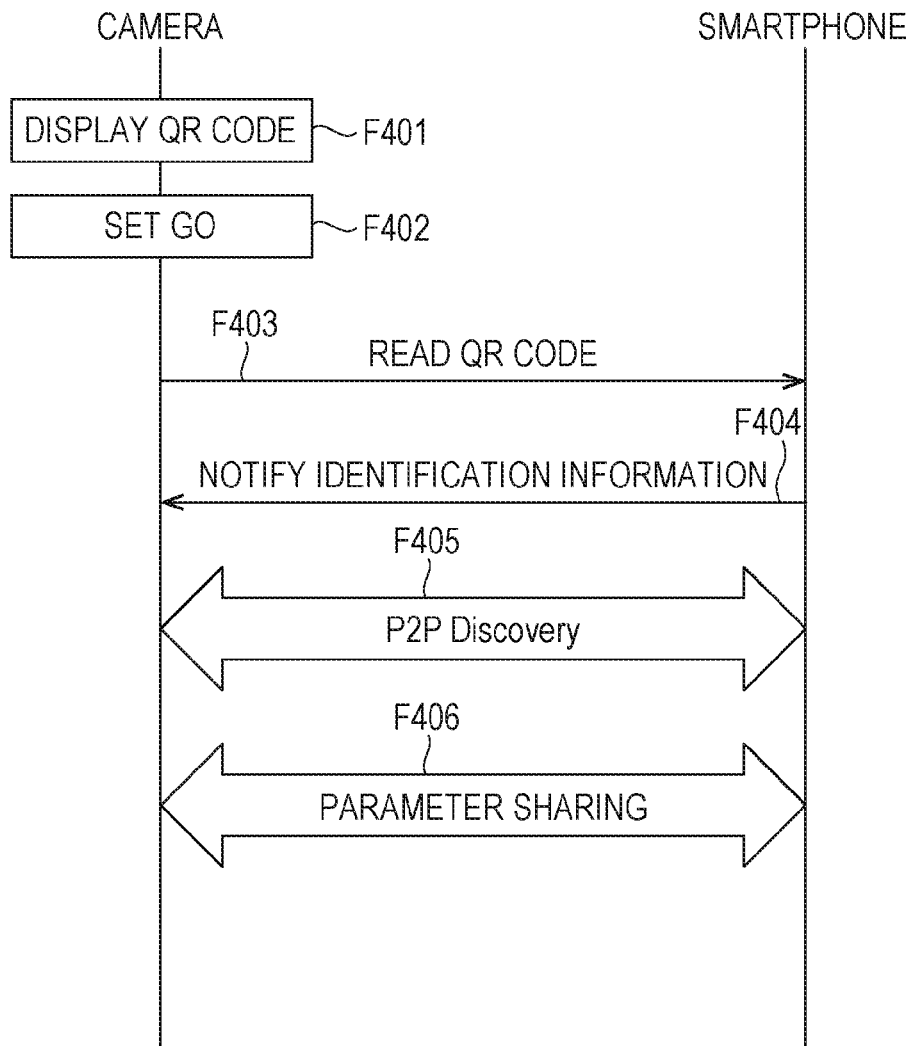 CAMERA
SMARTPHONE
DISPLAY QR CODE
F401
SET GO
F402
F403
READ QR CODE
F404
NOTIFY IDENTIFICATION INFORMATION
F405
P2P Discovery
F406
PARAMETER SHARING